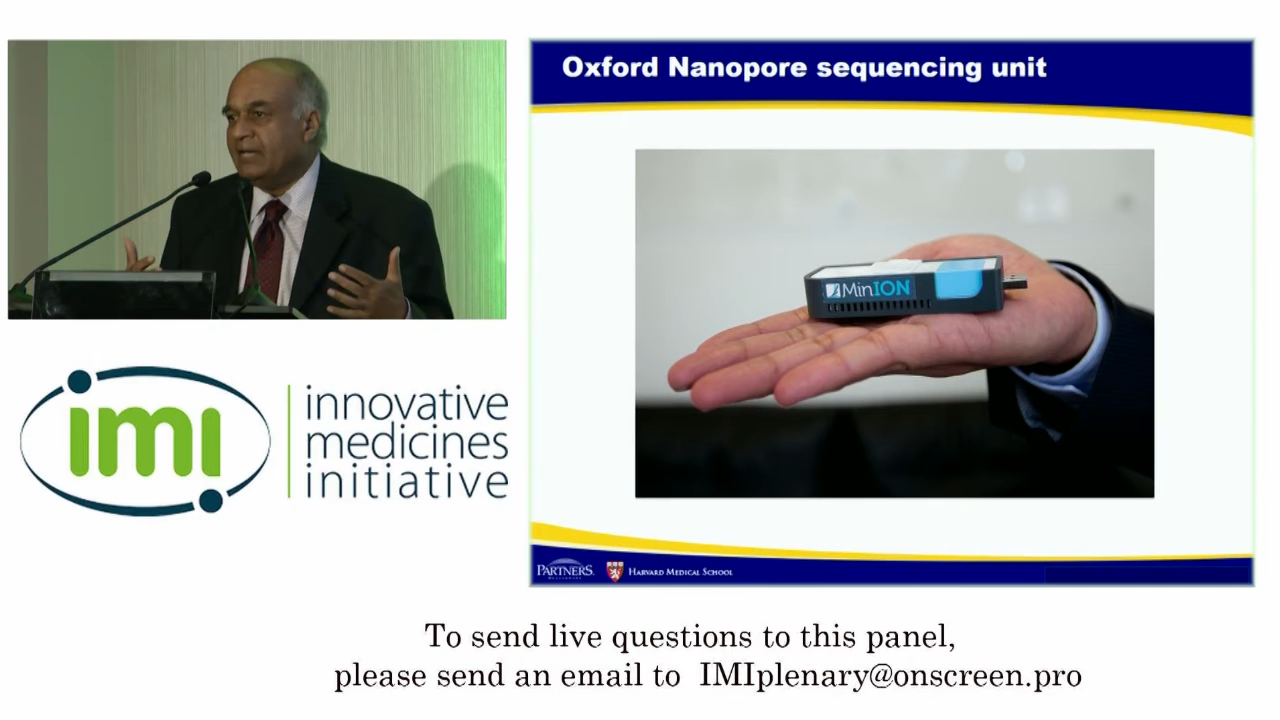 Oxford Nanopore sequencing unit
MinION
imi
innovative
medicines
initiative
PARTNERS
HARVARD MEDICAL SCHOOL
To send live questions to this panel,
please send an email to IMIplenary@onscreen.pro